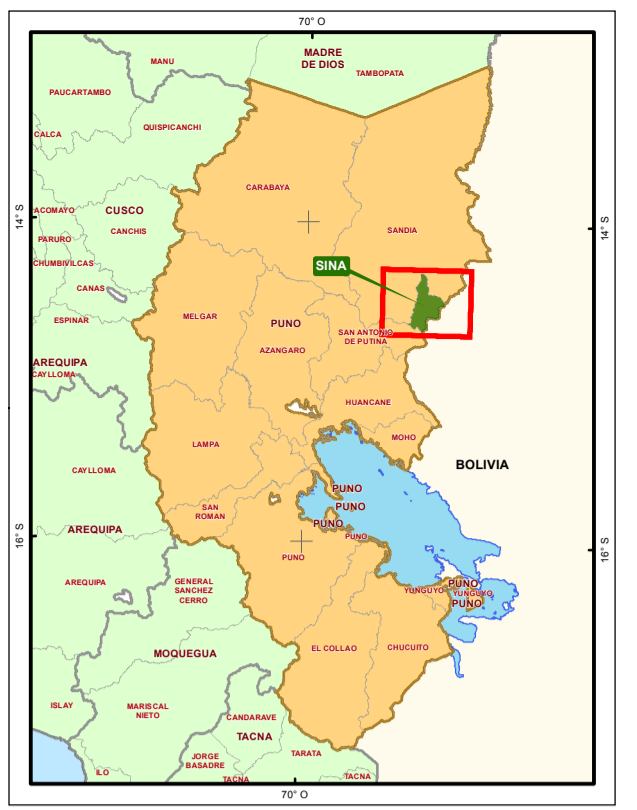 70° O
MADRE
DE DIOS
MANU
TAMBOPATA
PAUCARTAMBO
QUISPICANCHI
CALCA
CARABAYA
ACOMAYO
CUSCO
14° S
14° S
CANCHIS
SANDIA
PARURO
CHUMBIVILCAS
SINA
CANAS
MELGAR
ESPINAR
PUNO
SAN ANTONIO
DE PUTINA
AZANGARO
AREQUIPA
CAYLLOMA
HUANCANE
MOHO
LAMPA
BOLIVIA
CAYLLOMA
PUNO
SAN
ROMAN
PUNO
PUNO
AREQUIPA
PUNO
16° S
16° S
PUNO
AREQUIPA
GENERAL
SANCHEZ
CERRO
PUNO
YUNGUYO
YUNGUYO
PUNO
EL COLLAO
CHUCUITO
MOQUEGUA
ISLAY
MARISCAL
NIETO
CANDARAVE
TACNA
JORGE
BASADRE
TARATA
ILO
TACNA
TACNA
70° O